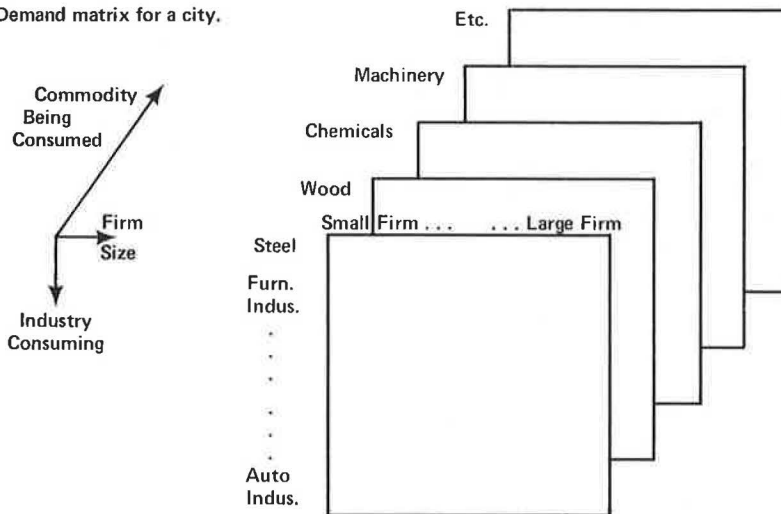 Demand matrix for a city.
Etc.
Machinery
Commodity
Being
Consumed
Chemicals
Wood
Firm
Size
Small Firm . . . . . . Large Firm
Steel
Furn.
Indus.
.
.
.
.
.
.
Industry
Consuming
Auto
Indus.